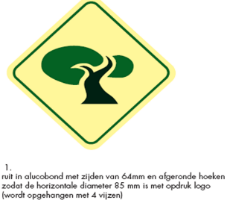 1.
ruit in alucobond met zijden van 64mm en afgeronde hoeken
zodat de horizontale diameter 85 mm is met opdruk logo
(wordt opgehangen met 4 vijzen)